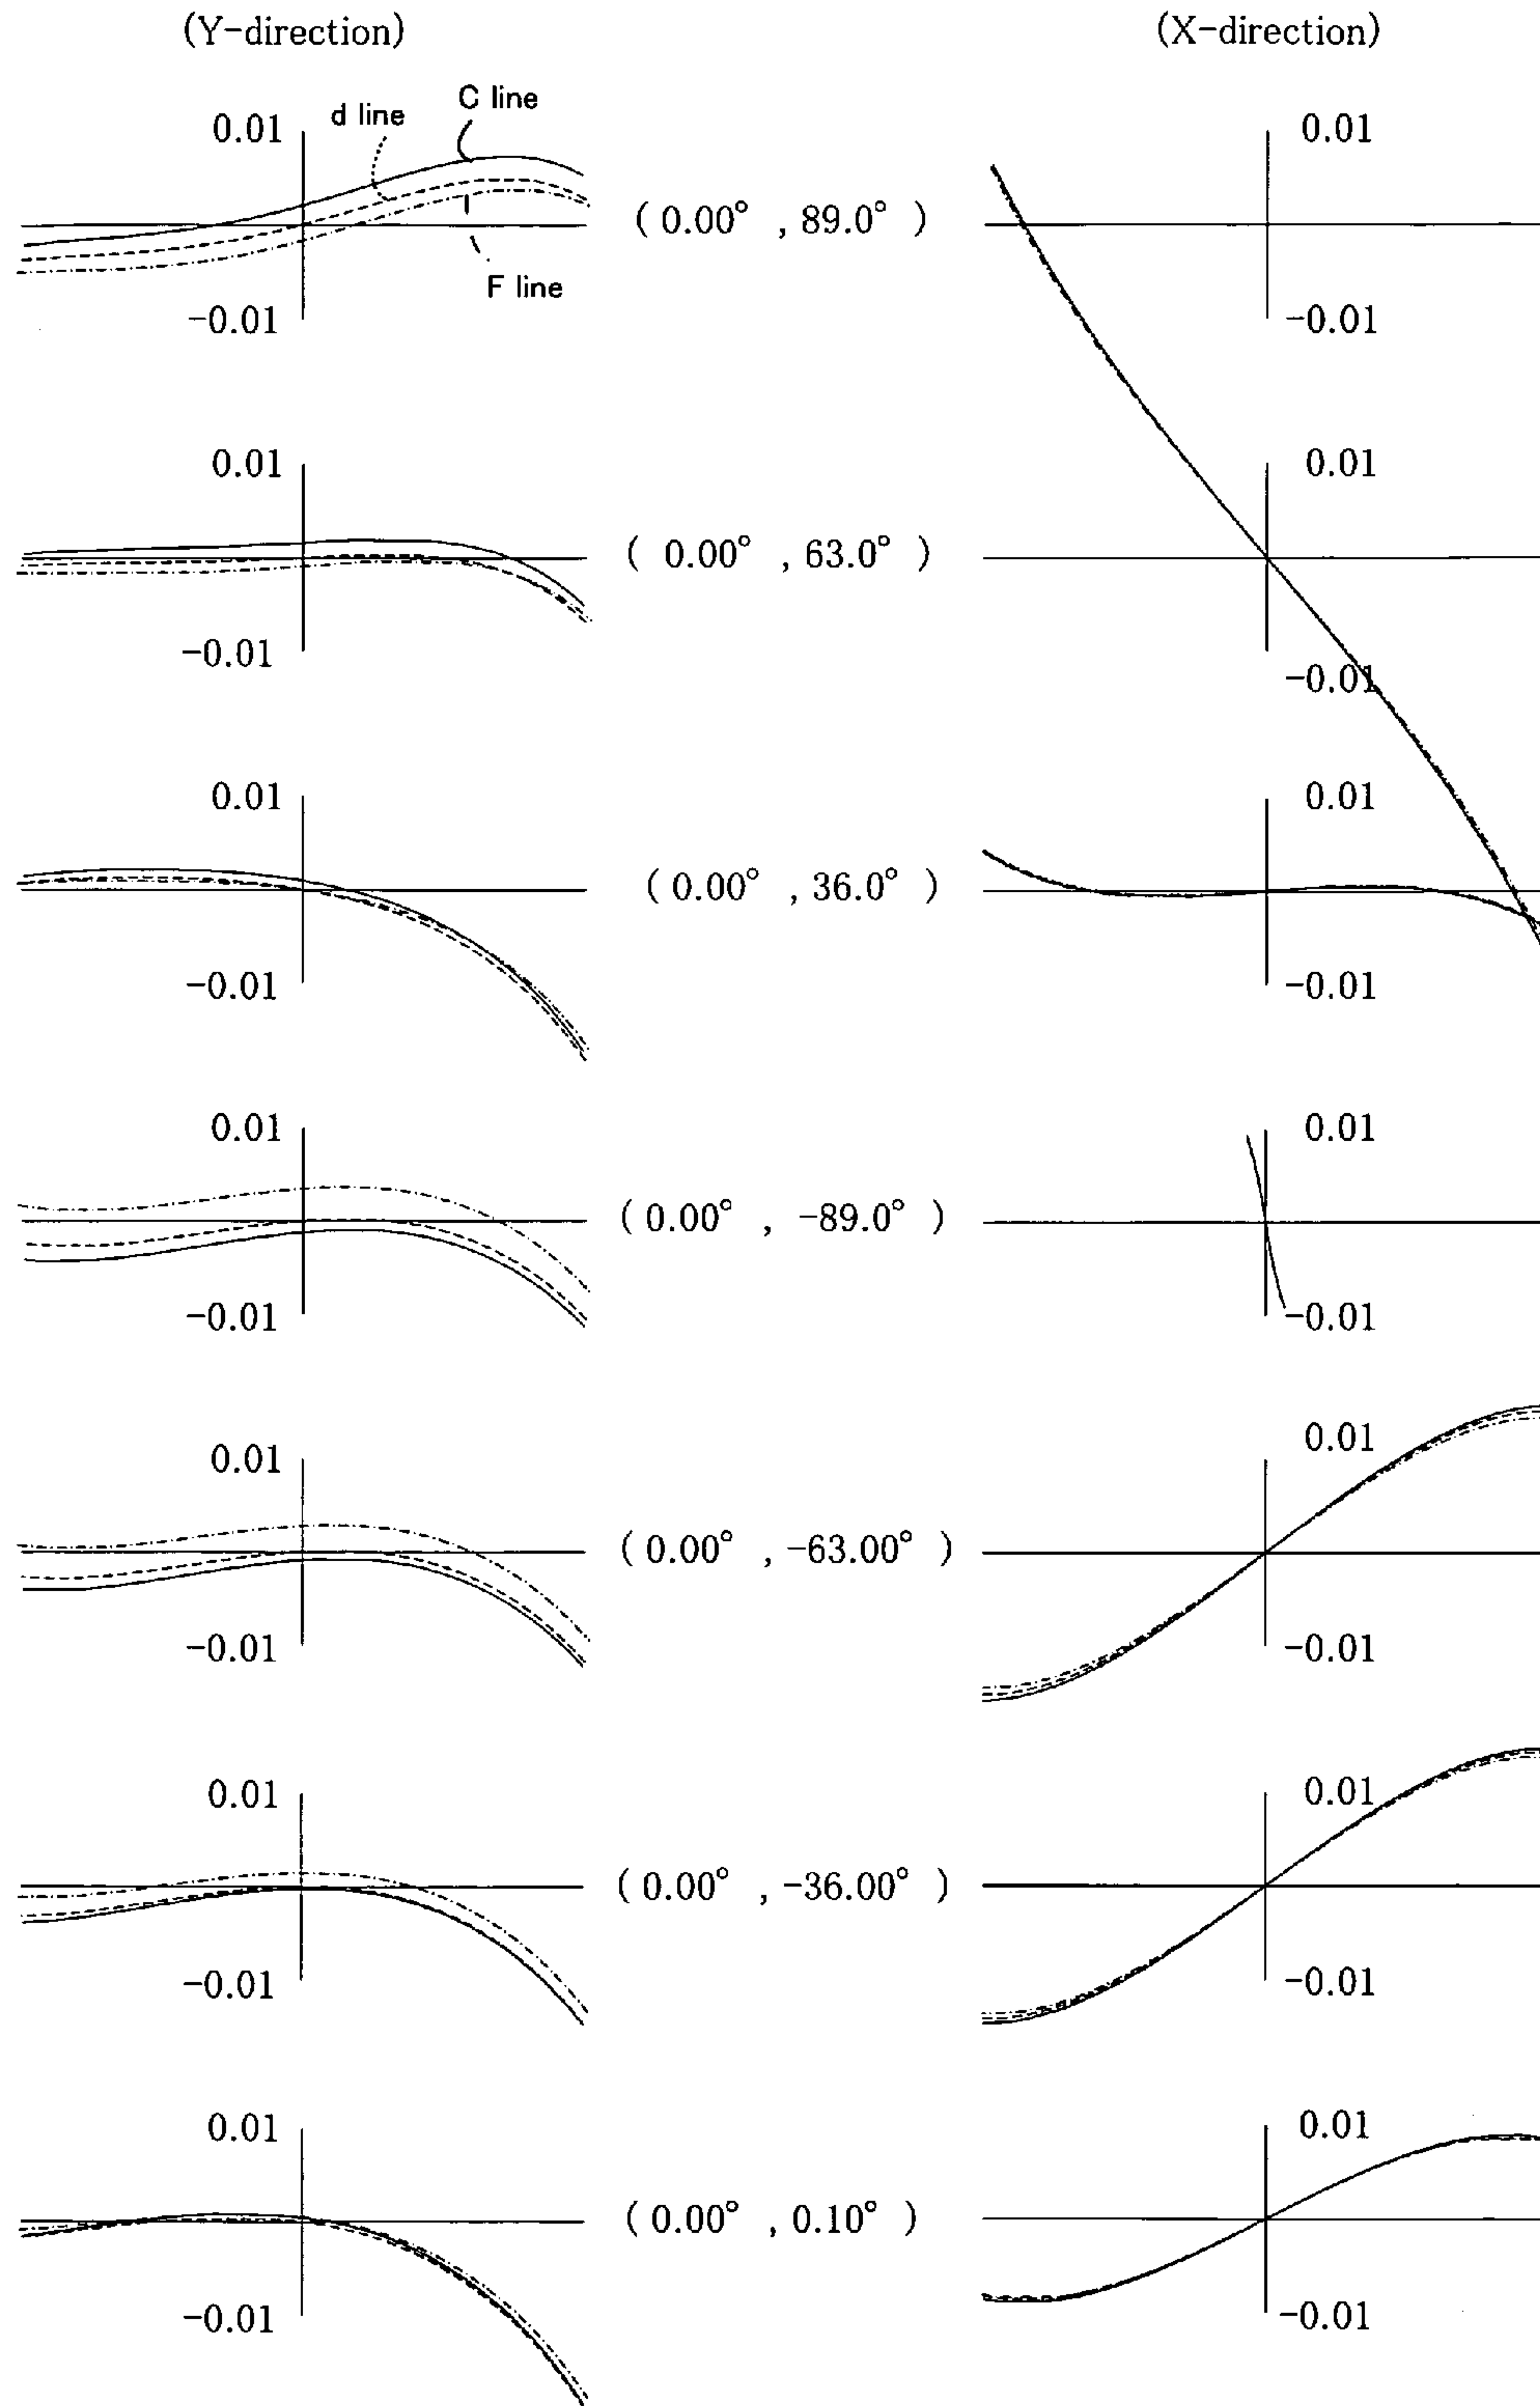 (Y-direction) (X-direction)
C line
d line
0.01 0.01
( 0.00° , 89.0° )
F line
-0.01 -0.01
0.01 0.01
( 0.00° , 63.0° )
-0.01 -0.01
0.01 0.01
( 0.00° , 36.0° )
-0.01 -0.01
0.01 0.01
( 0.00° , -89.0° )
-0.01 -0.01
0.01 0.01
( 0.00° , -63.00° )
-0.01 -0.01
0.01 0.01
( 0.00° , -36.00° )
-0.01 -0.01
0.01 0.01
( 0.00° , 0.10° )
-0.01 -0.01